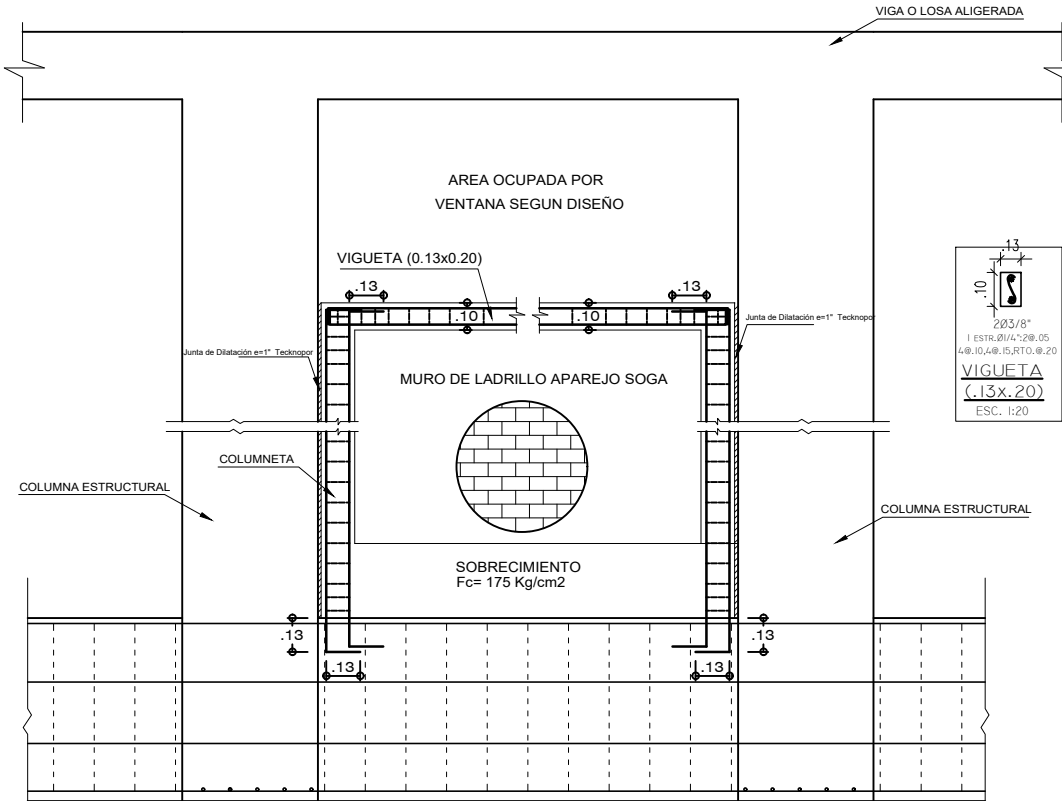 VIGA O LOSA ALIGERADA
AREA OCUPADA POR
VENTANA SEGUN DISEÑO
VIGUETA (0.13x0.20)
.13
.13
.10
.10
Junta de Dilatación e=1" Tecknopor
Junta de Dilatación e=1" Tecknopor
MURO DE LADRILLO APAREJO SOGA
COLUMNETA
COLUMNA ESTRUCTURAL
COLUMNA ESTRUCTURAL
SOBRECIMIENTO
Fc= 175 Kg/cm2
.13
.13
.13
.13
.13
.10
2Ø3/8"
1 ESTR.Ø1/4":2@.05
4@.10,4@.15,RTO.@.20
VIGUETA
(.13x.20)
ESC. 1:20